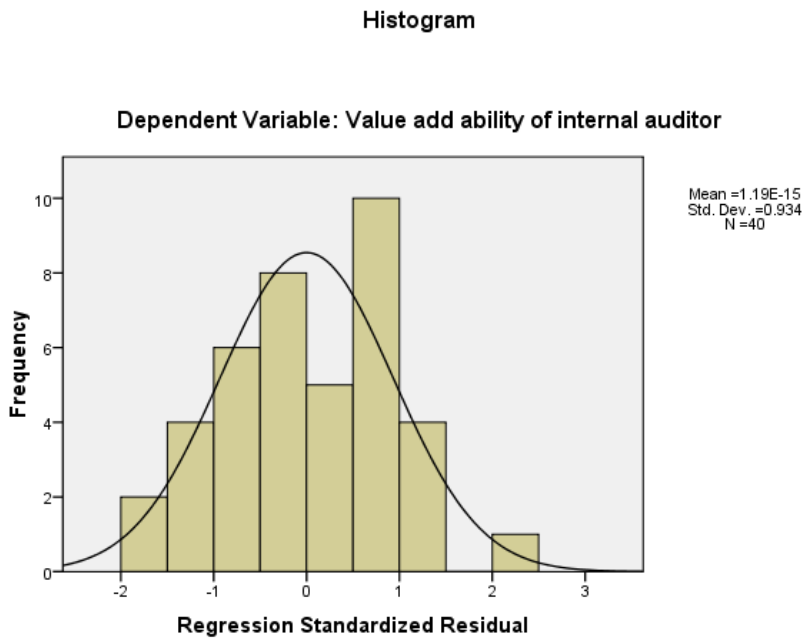 Histogram
Dependent Variable: Value add ability of internal auditor
Mean =1.19E-15
Std. Dev. =0.934
N =40
Frequency
10
8
6
4
2
0
-2 -1 0 1 2 3
Regression Standardized Residual